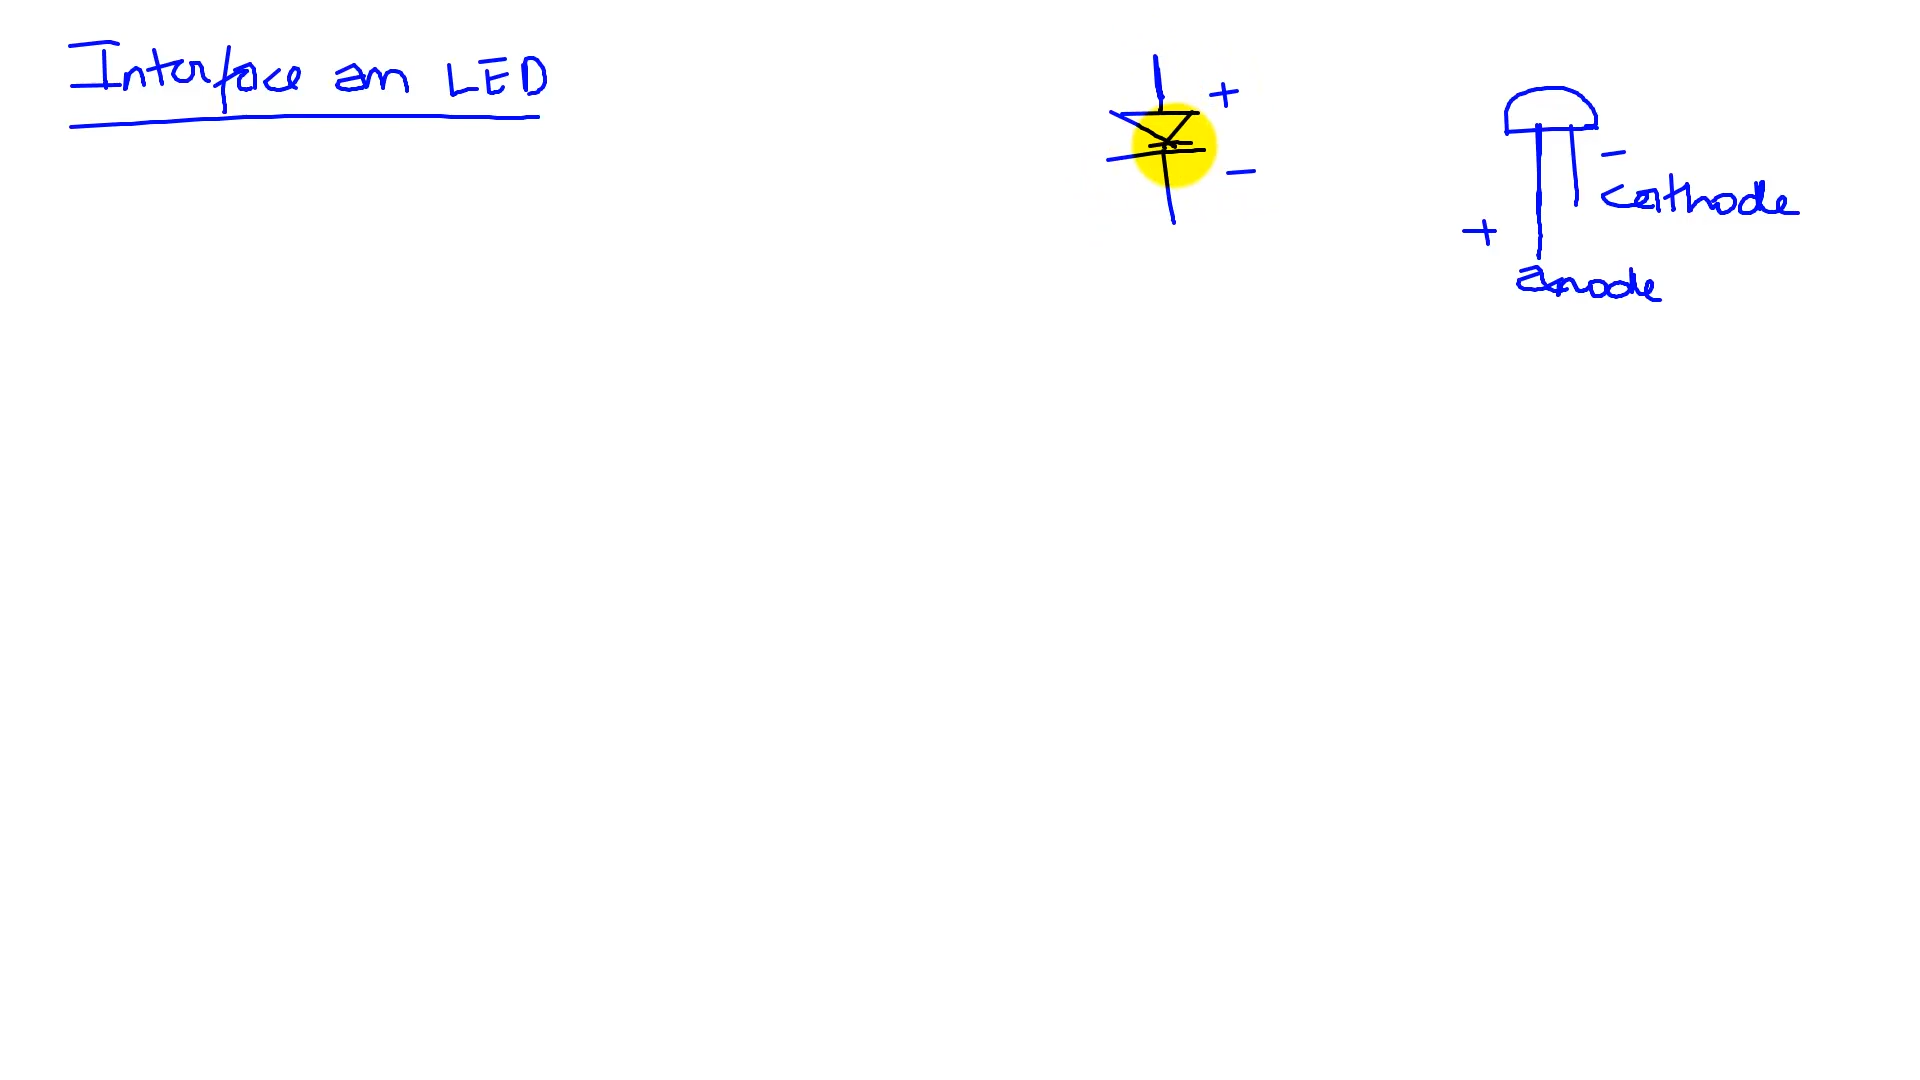 Interface an LED
+
-
-
cathode
+
anode